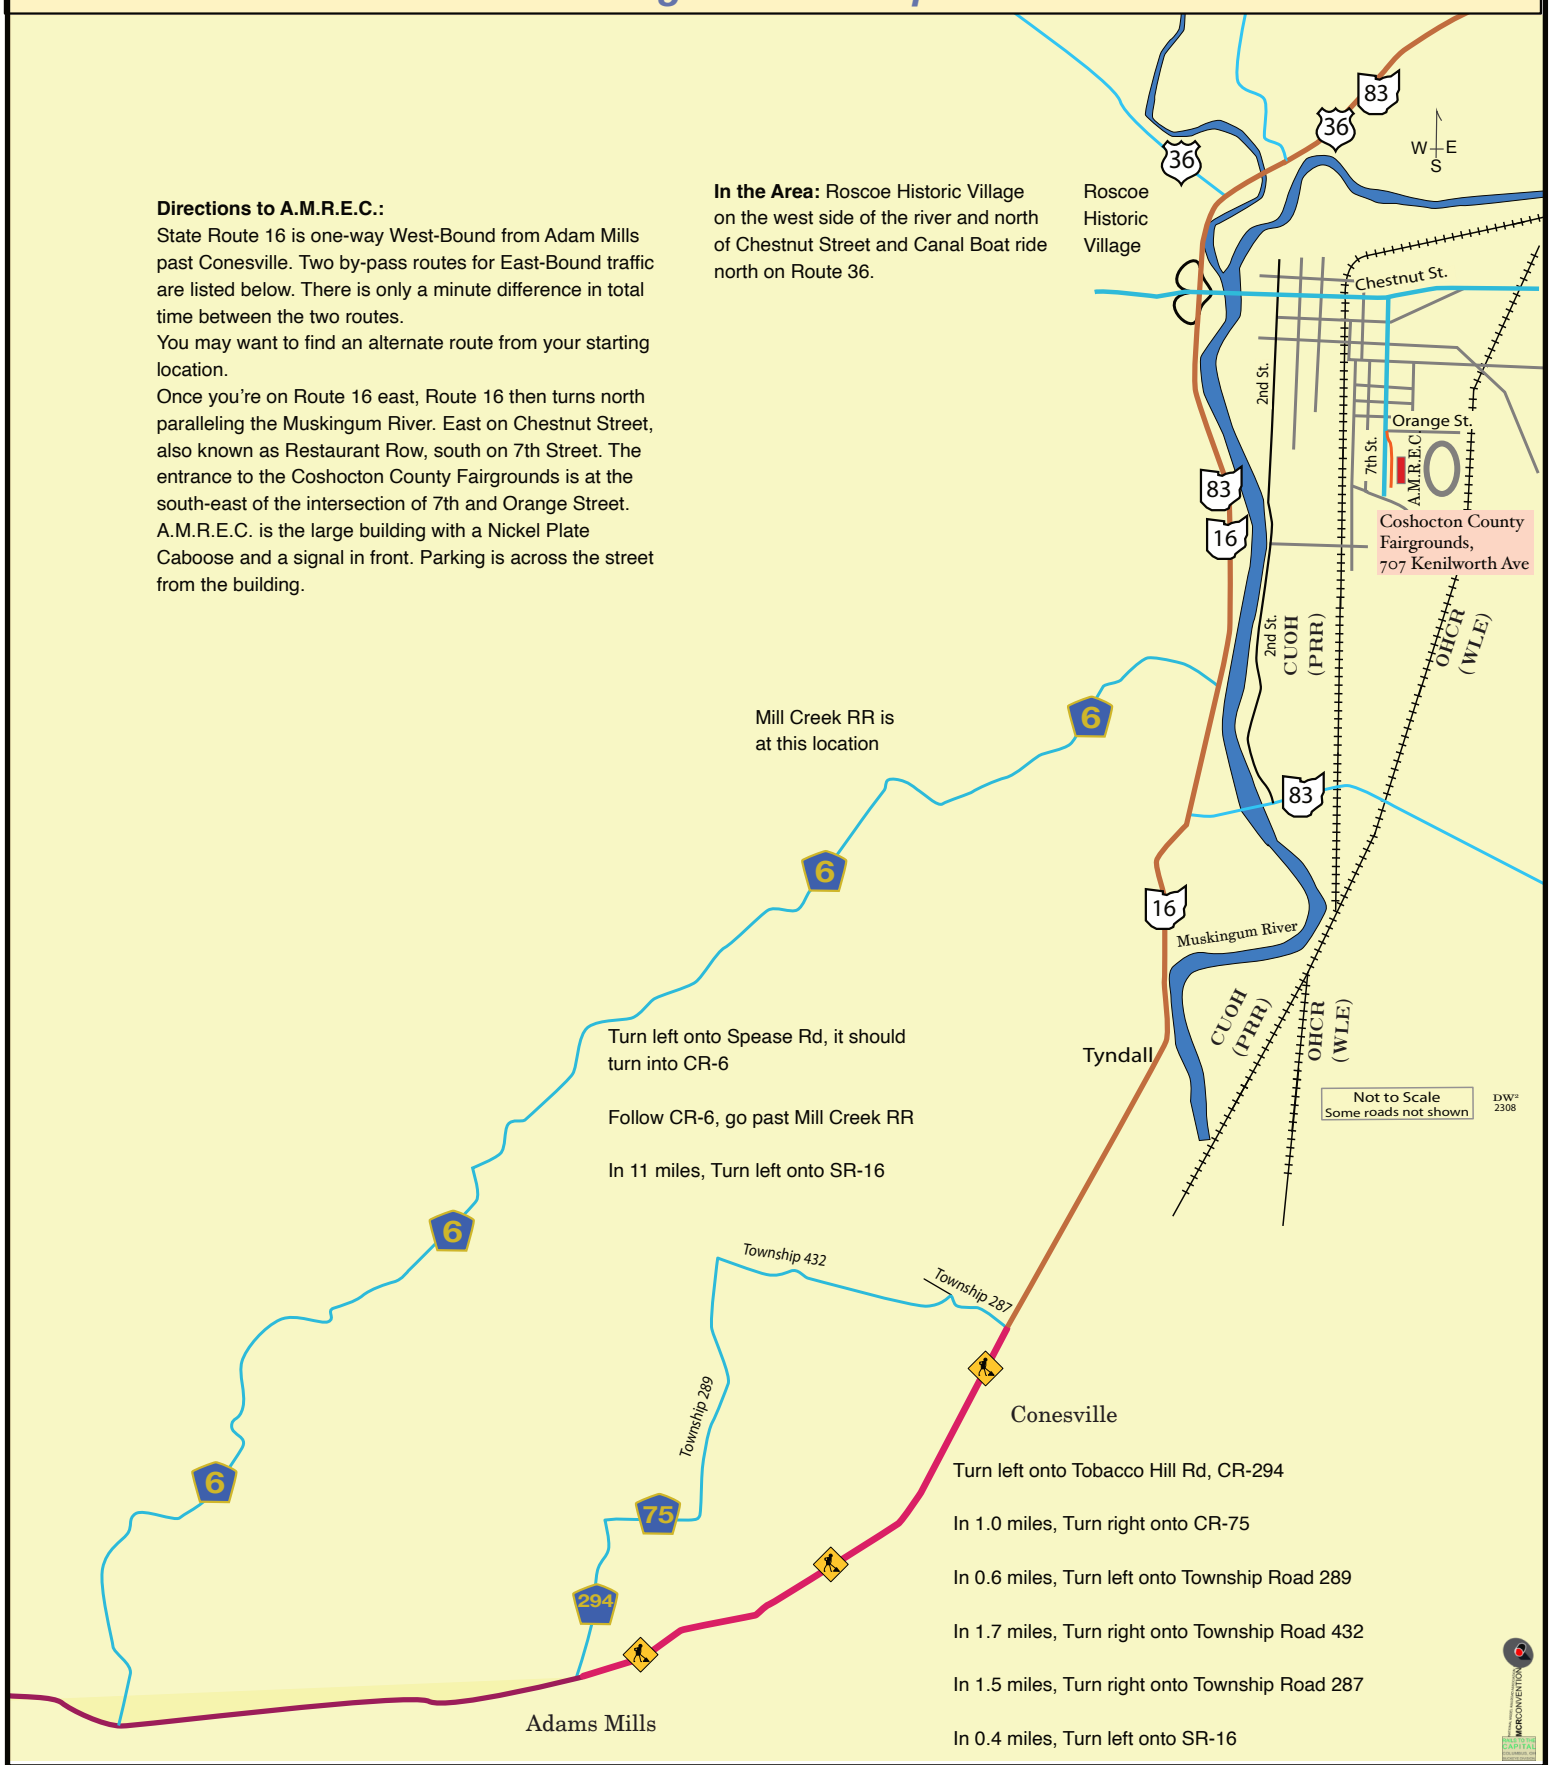 83
36
36
W E
S
Directions to A.M.R.E.C.:
State Route 16 is one-way West-Bound from Adam Mills
past Conesville. Two by-pass routes for East-Bound traffic
are listed below. There is only a minute difference in total
time between the two routes.
You may want to find an alternate route from your starting
location.
Once you're on Route 16 east, Route 16 then turns north
paralleling the Muskingum River. East on Chestnut Street,
also known as Restaurant Row, south on 7th Street. The
entrance to the Coshocton County Fairgrounds is at the
south-east of the intersection of 7th and Orange Street.
A.M.R.E.C. is the large building with a Nickel Plate
Caboose and a signal in front. Parking is across the street
from the building.
In the Area: Roscoe Historic Village
on the west side of the river and north
of Chestnut Street and Canal Boat ride
north on Route 36.
Roscoe
Historic
Village
Chestnut St.
2nd St.
Orange St.
7th St.
A.M.R.E.C.
83
16
Coshocton County
Fairgrounds,
707 Kenilworth Ave
2nd St.
CUOH
(PRR)
OHCR
(WLE)
Mill Creek RR is
at this location
6
83
6
16
Muskingum River
CUOH
(PRR)
OHCR
(WLE)
Tyndall
Not to Scale
Some roads not shown
DW²
2308
Turn left onto Spease Rd, it should
turn into CR-6
Follow CR-6, go past Mill Creek RR
In 11 miles, Turn left onto SR-16
6
Township 432
Township 287
Township 289
Conesville
6
75
294
Turn left onto Tobacco Hill Rd, CR-294
In 1.0 miles, Turn right onto CR-75
In 0.6 miles, Turn left onto Township Road 289
In 1.7 miles, Turn right onto Township Road 432
In 1.5 miles, Turn right onto Township Road 287
In 0.4 miles, Turn left onto SR-16
Adams Mills
MCRCONVENTION
CAPITAL